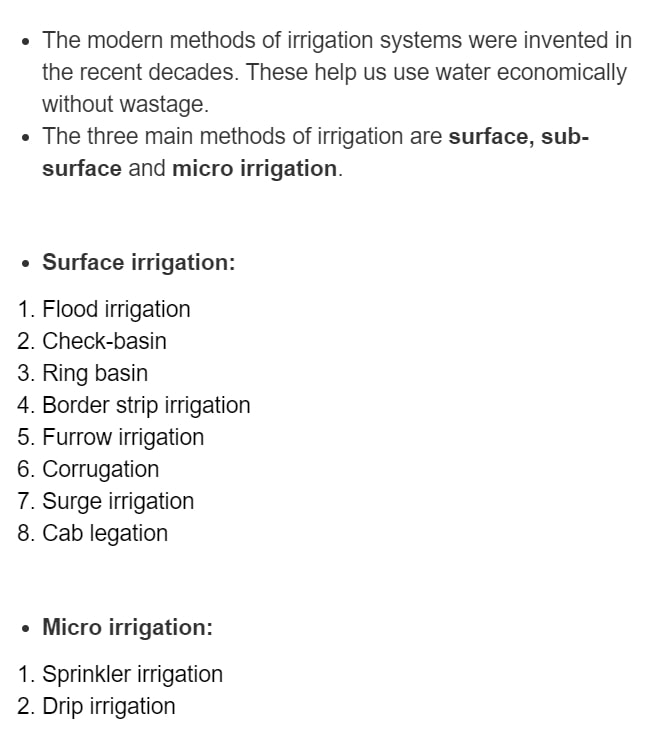 • The modern methods of irrigation systems were invented in
the recent decades. These help us use water economically
without wastage.
• The three main methods of irrigation are surface, sub-
surface and micro irrigation.
• Surface irrigation:
1. Flood irrigation
2. Check-basin
3. Ring basin
4. Border strip irrigation
5. Furrow irrigation
6. Corrugation
7. Surge irrigation
8. Cab legation
• Micro irrigation:
1. Sprinkler irrigation
2. Drip irrigation